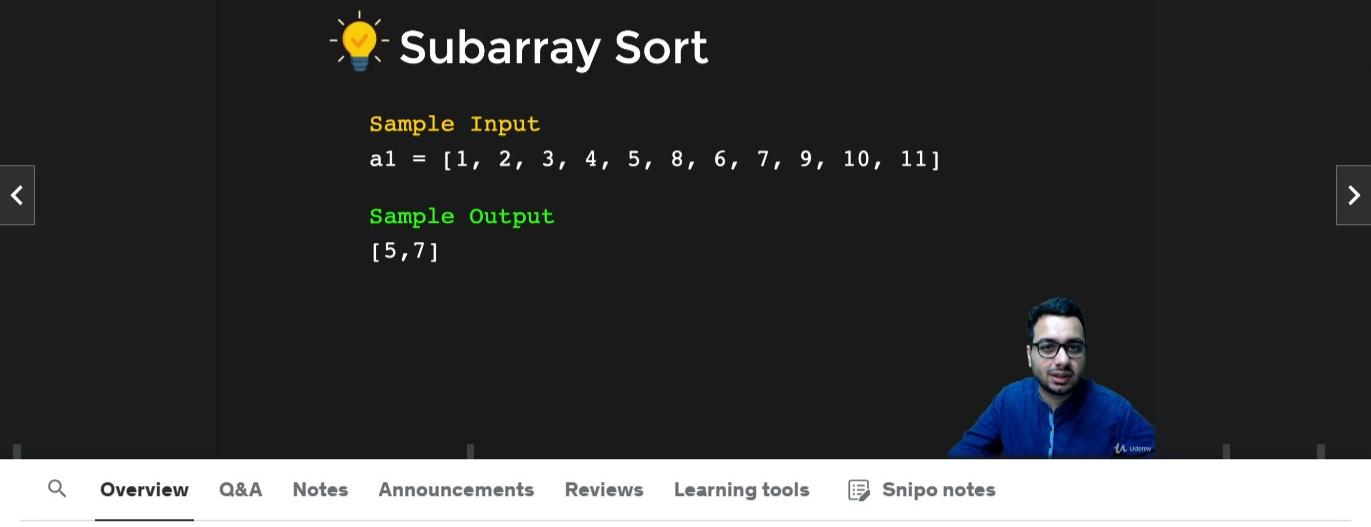 Subarray Sort
Sample Input
a1 = [1, 2, 3, 4, 5, 8, 6, 7, 9, 10, 11]
Sample Output
[5,7]
Udemy
Overview Q&A Notes Announcements Reviews Learning tools Snipo notes